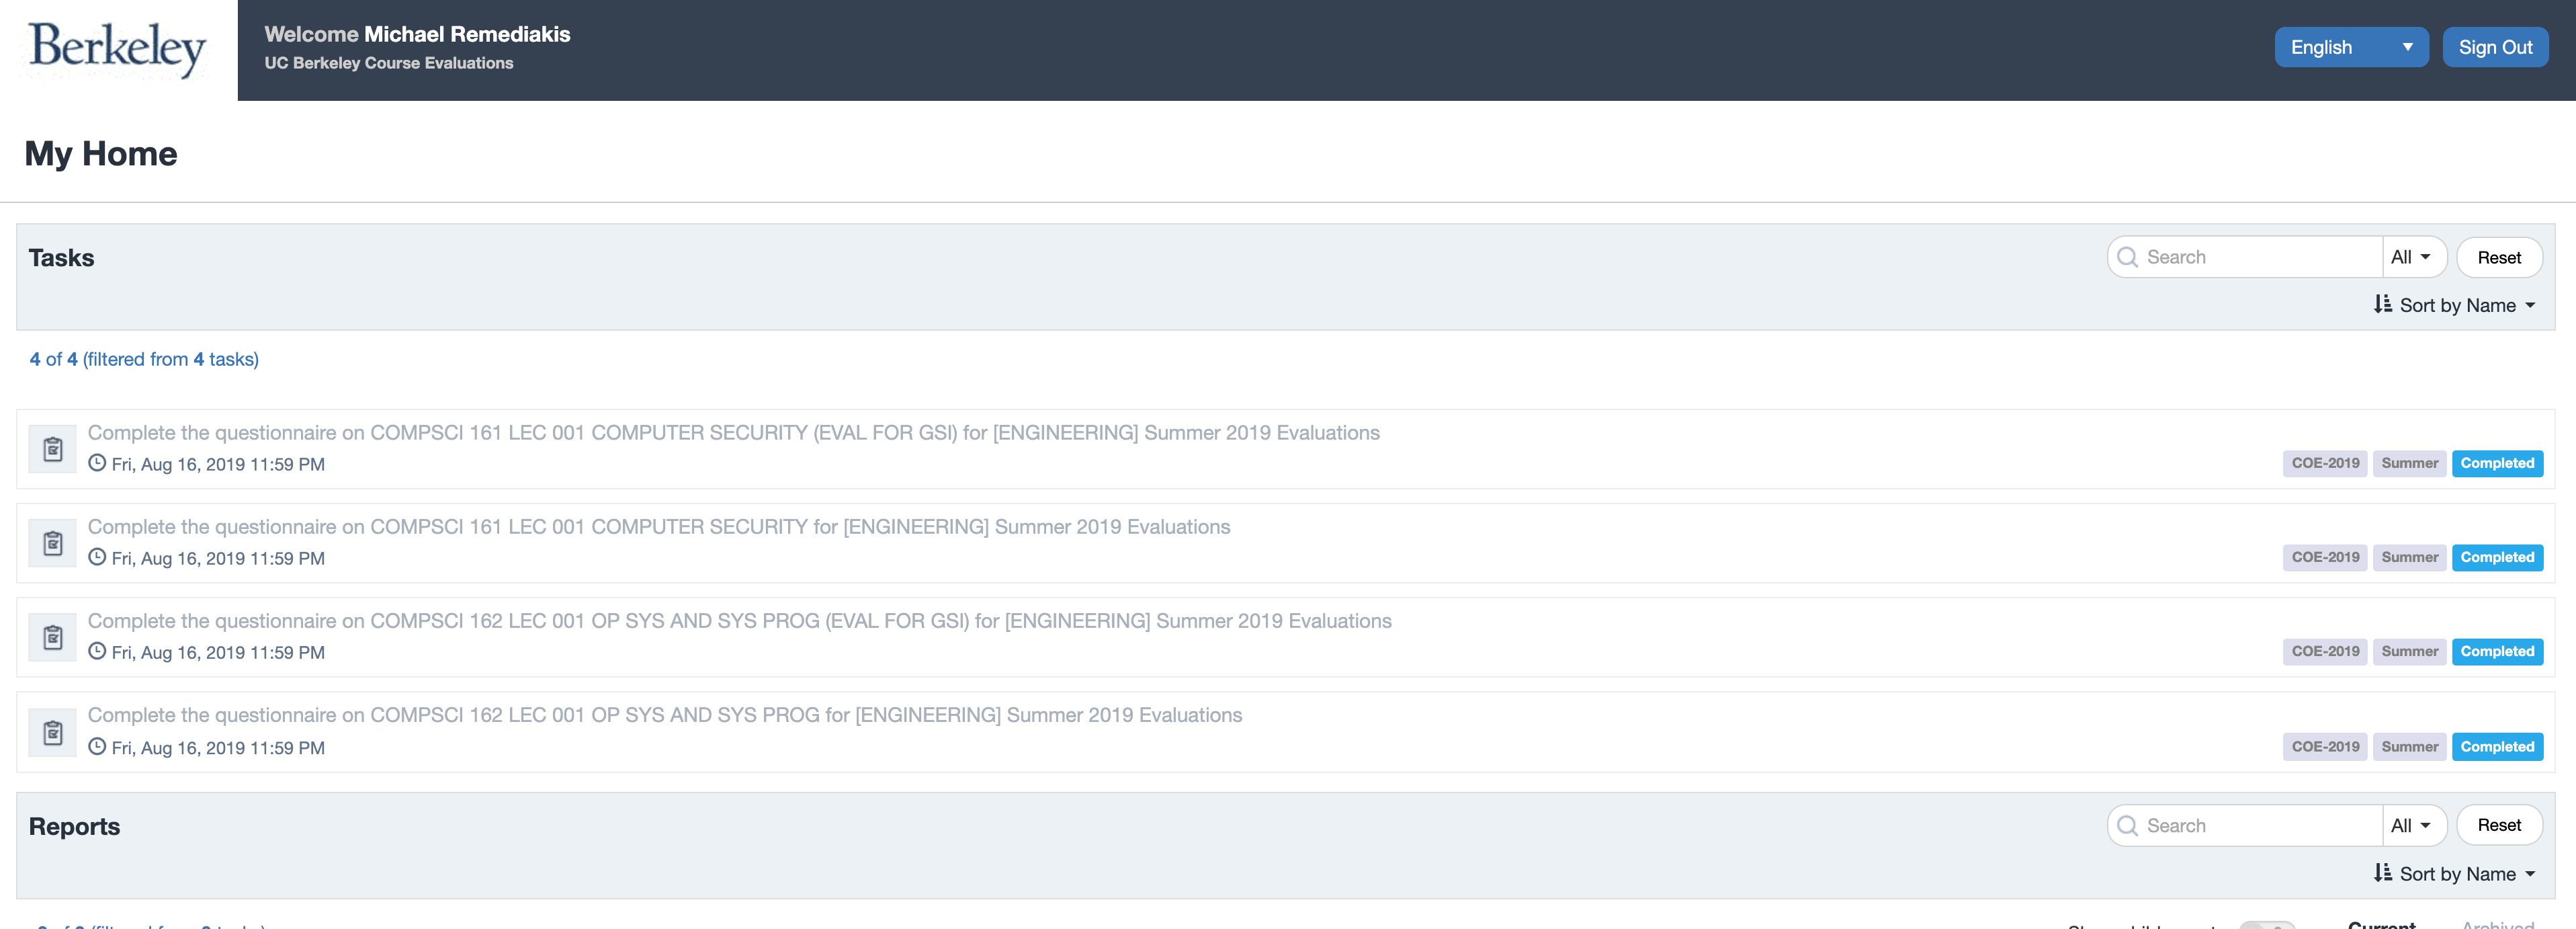 Berkeley
Welcome Michael Remediakis
UC Berkeley Course Evaluations
English
Sign Out
My Home
Tasks
Search
All
Reset
Sort by Name
4 of 4 (filtered from 4 tasks)
Complete the questionnaire on COMPSCI 161 LEC 001 COMPUTER SECURITY (EVAL FOR GSI) for [ENGINEERING] Summer 2019 Evaluations
Fri, Aug 16, 2019 11:59 PM
COE-2019 Summer Completed
Complete the questionnaire on COMPSCI 161 LEC 001 COMPUTER SECURITY for [ENGINEERING] Summer 2019 Evaluations
Fri, Aug 16, 2019 11:59 PM
COE-2019 Summer Completed
Complete the questionnaire on COMPSCI 162 LEC 001 OP SYS AND SYS PROG (EVAL FOR GSI) for [ENGINEERING] Summer 2019 Evaluations
Fri, Aug 16, 2019 11:59 PM
COE-2019 Summer Completed
Complete the questionnaire on COMPSCI 162 LEC 001 OP SYS AND SYS PROG for [ENGINEERING] Summer 2019 Evaluations
Fri, Aug 16, 2019 11:59 PM
COE-2019 Summer Completed
Reports
Search
All
Reset
Sort by Name
Current
Archived